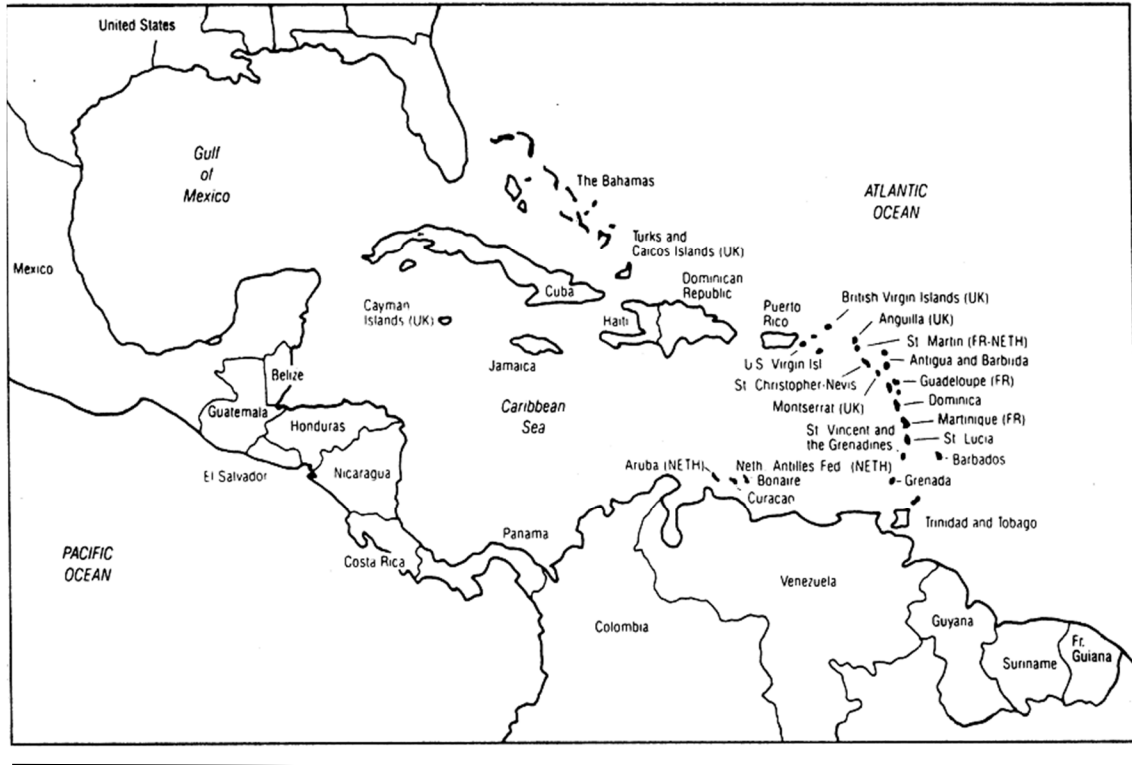 United States
Gulf
of
Mexico
The Bahamas
ATLANTIC
OCEAN
Turks and
Caicos Islands (UK)
Mexico
Cuba
Dominican
Republic
Cayman
Islands (UK)
Haiti
Puerto
Rico
British Virgin Islands (UK)
Anguilla (UK)
St Martin (FR-NETH)
Jamaica
US Virgin Isl
Antigua and Barbuda
Belize
St Christopher-Nevis
Guadeloupe (FR)
Guatemala
Caribbean
Sea
Montserrat (UK)
Dominica
Honduras
Martinique (FR)
St Vincent and
the Grenadines
St Lucia
Barbados
El Salvador
Nicaragua
Aruba (NETH)
Neth. Antilles Fed (NETH)
Bonaire
Curacao
Grenada
Trinidad and Tobago
Panama
PACIFIC
OCEAN
Costa Rica
Venezuela
Colombia
Guyana
Suriname
Fr.
Guiana